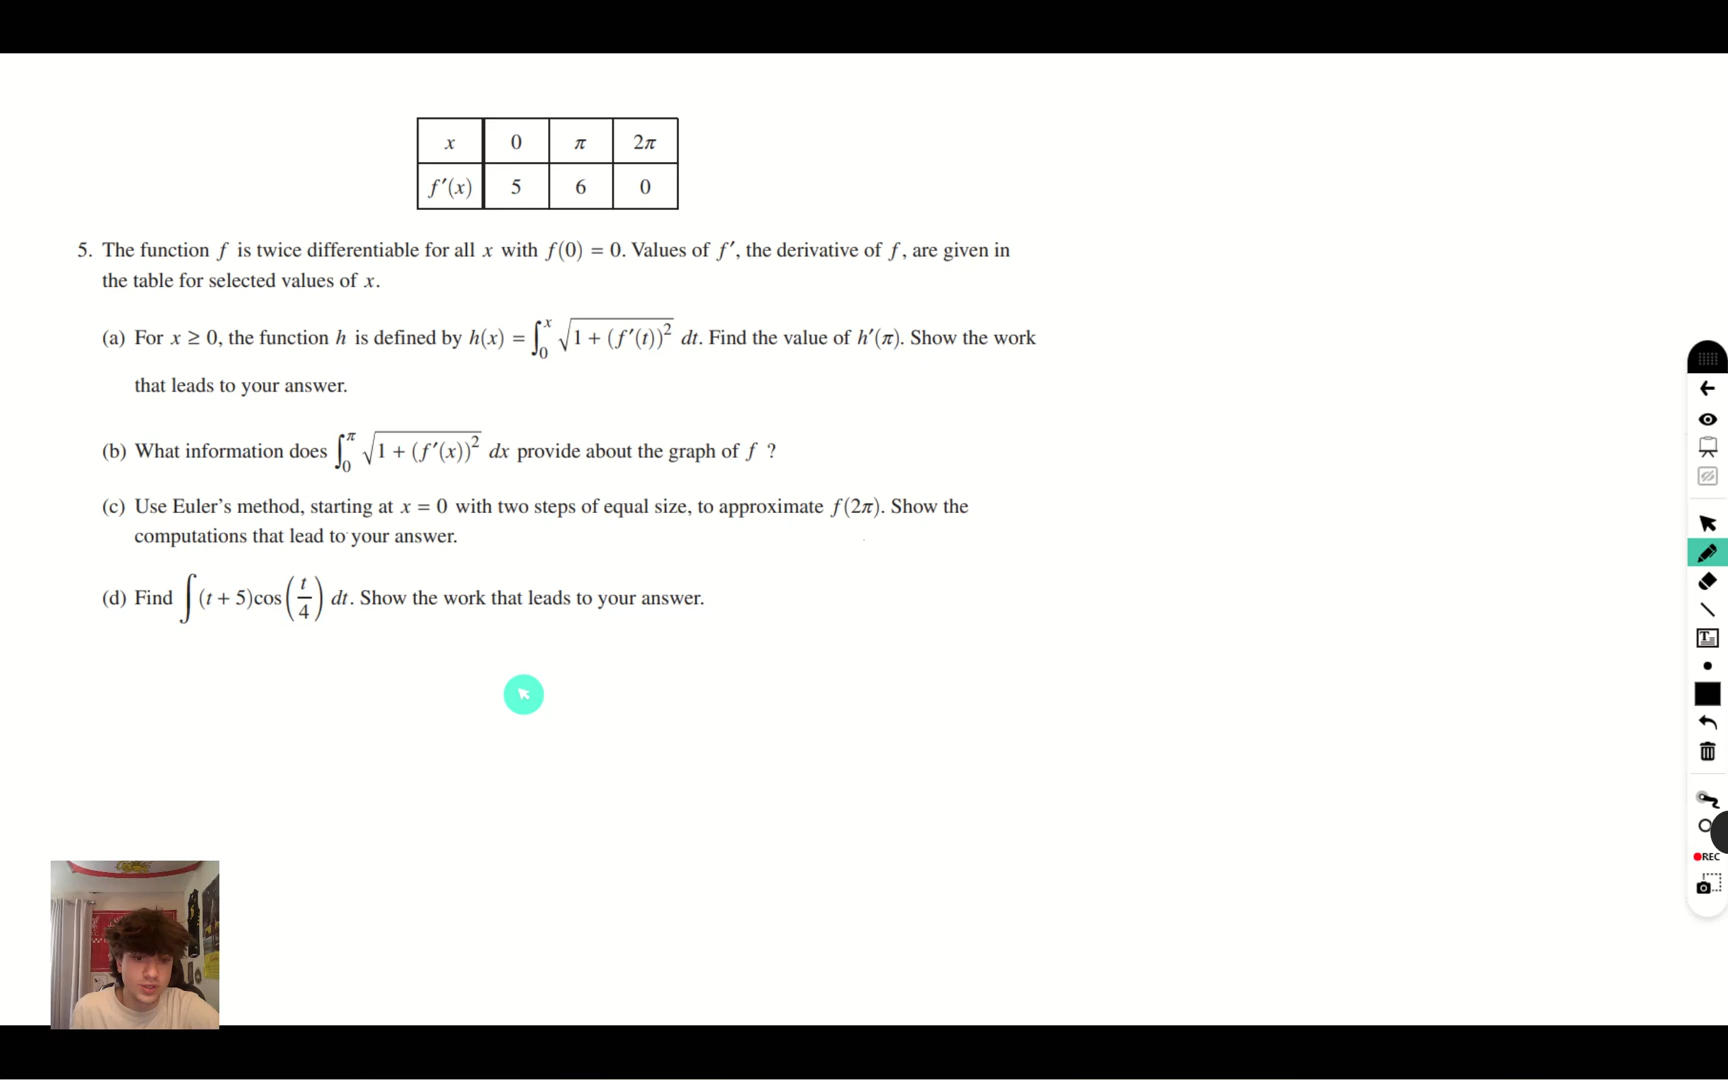 x 0 π 2π
f′(x) 5 6 0
5. The function f is twice differentiable for all x with f(0) = 0. Values of f′, the derivative of f, are given in
the table for selected values of x.
(a) For x ≥ 0, the function h is defined by h(x) = ∫₀ˣ √(1 + (f′(t))²) dt. Find the value of h′(π). Show the work
that leads to your answer.
(b) What information does ∫₀^π √(1 + (f′(x))²) dx provide about the graph of f ?
(c) Use Euler’s method, starting at x = 0 with two steps of equal size, to approximate f(2π). Show the
computations that lead to your answer.
(d) Find ∫(t + 5)cos(t/4) dt. Show the work that leads to your answer.
T
REC